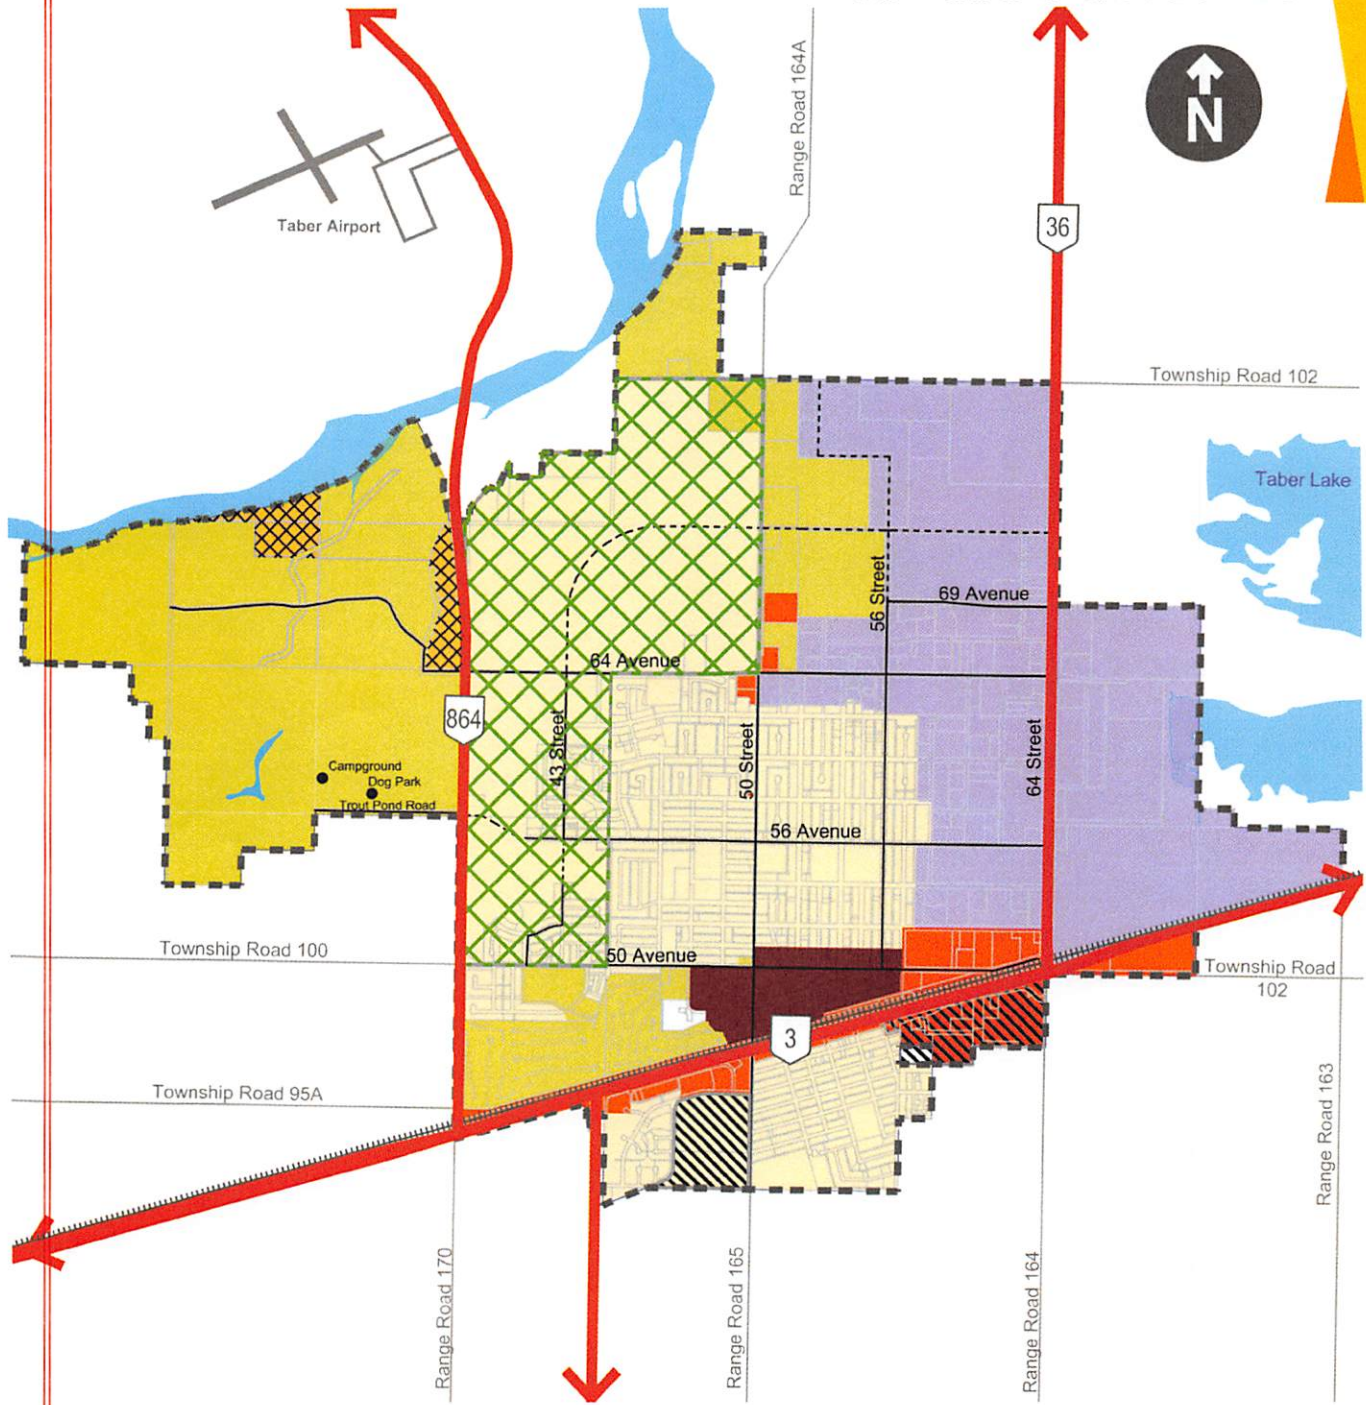 Range Road 164A
N
Taber Airport
36
Township Road 102
Taber Lake
56 Street
69 Avenue
64 Avenue
864
43 Street
50 Street
64 Street
Campground
Dog Park
Trout Pond Road
56 Avenue
Township Road 100
50 Avenue
Township Road
102
3
Township Road 95A
Range Road 163
Range Road 170
Range Road 165
Range Road 164